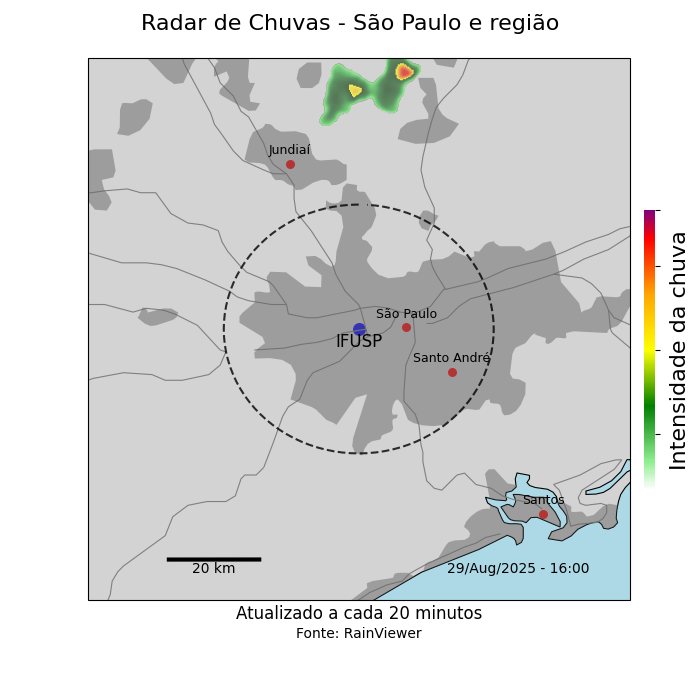 Radar de Chuvas - São Paulo e região
Jundiaí
São Paulo
IFUSP
Santo André
Santos
20 km
29/Aug/2025 - 16:00
Intensidade da chuva
Atualizado a cada 20 minutos
Fonte: RainViewer